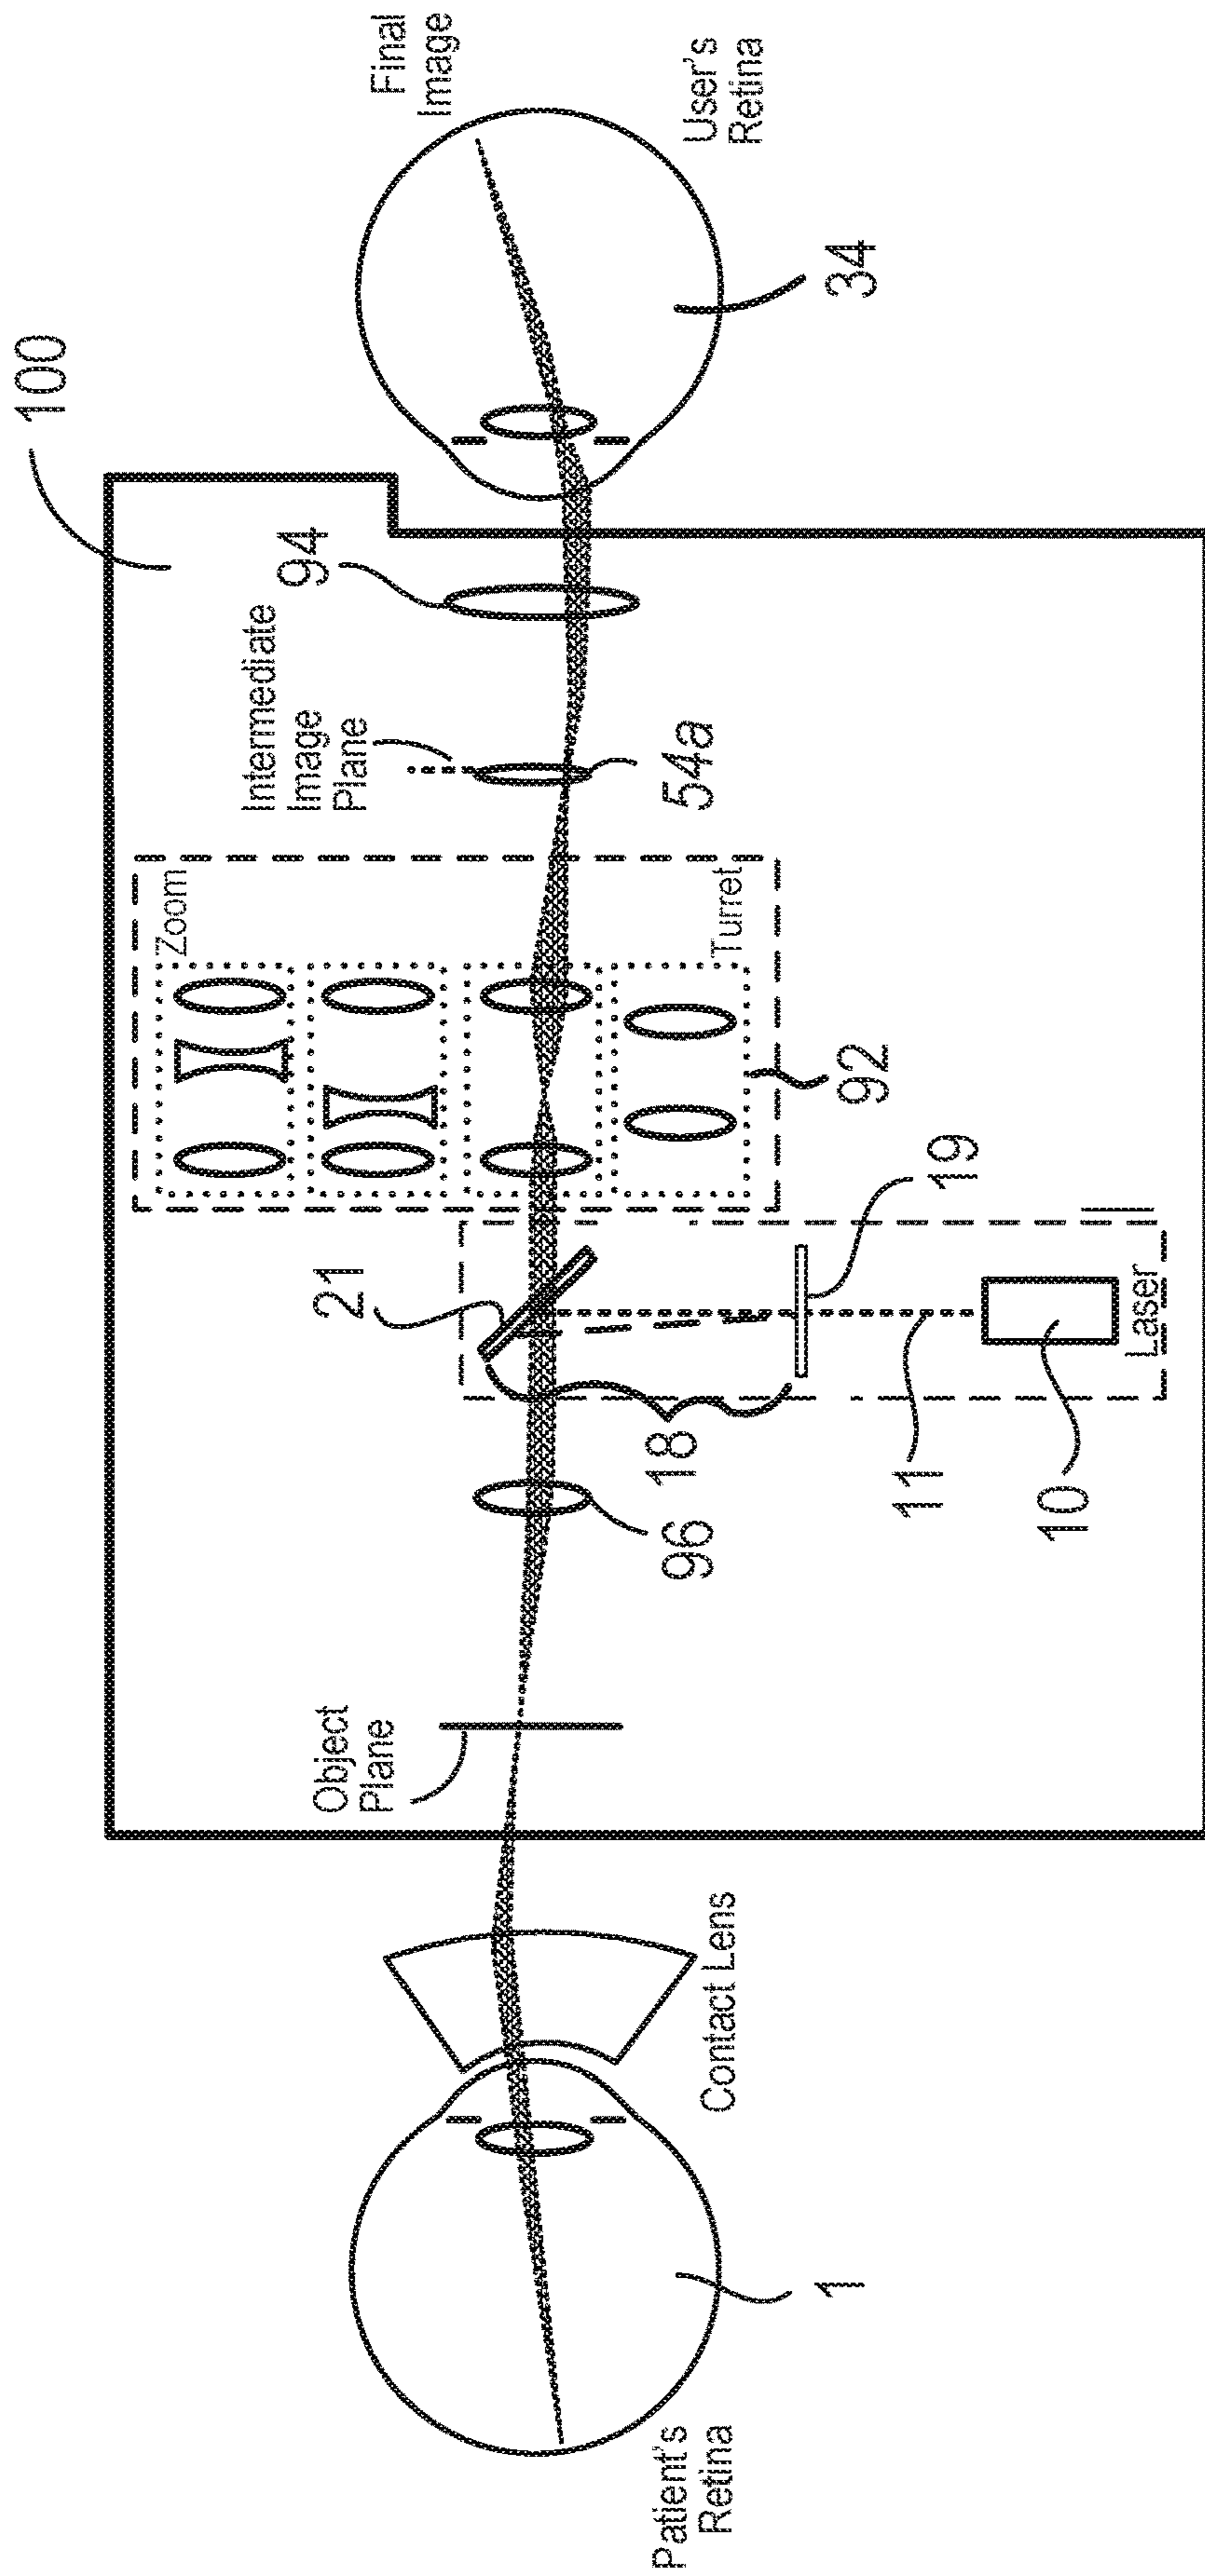 Patient's
Retina
1
Contact Lens
Object
Plane
96
18
11
10
Laser
21
19
Zoom
Turret
92
Intermediate
Image
Plane
54a
94
100
34
Final
Image
User's
Retina